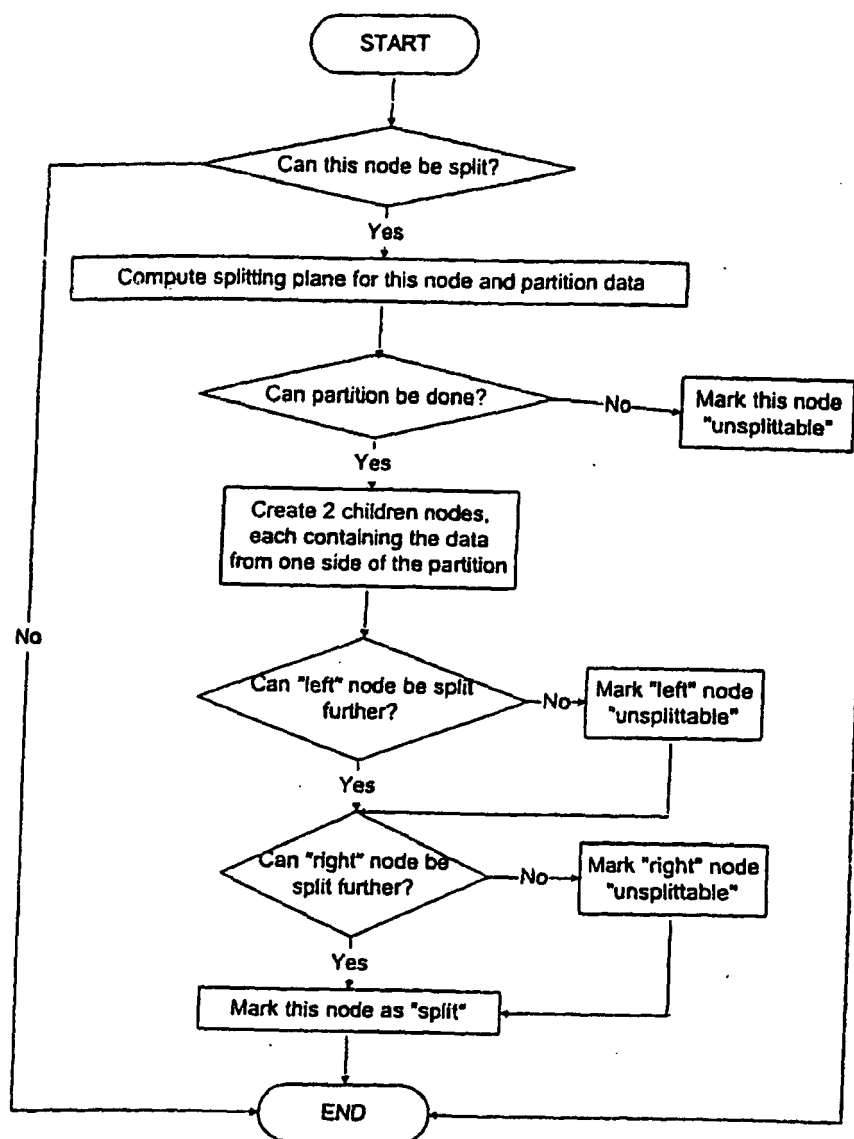 START
Can this node be split?
Yes
Compute splitting plane for this node and partition data
Can partition be done?
No
Mark this node
"unsplittable"
Yes
Create 2 children nodes,
each containing the data
from one side of the partition
No
Can "left" node be split
further?
No
Mark "left" node
"unsplittable"
Yes
Can "right" node be
split further?
No
Mark "right" node
"unsplittable"
Yes
Mark this node as "split"
END